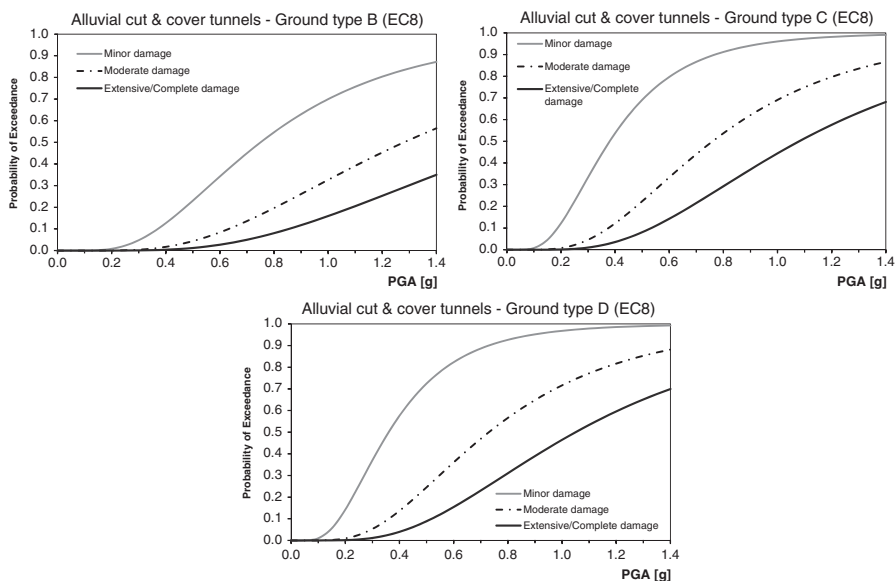 Alluvial cut & cover tunnels - Ground type B (EC8)
Probability of Exceedance
1.0
0.9
0.8
0.7
0.6
0.5
0.4
0.3
0.2
0.1
0.0
Minor damage
Moderate damage
Extensive/Complete damage
0.0 0.2 0.4 0.6 0.8 1.0 1.2 1.4
PGA [g]
Alluvial cut & cover tunnels - Ground type C (EC8)
Probability of Exceedance
1.0
0.9
0.8
0.7
0.6
0.5
0.4
0.3
0.2
0.1
0.0
Minor damage
Moderate damage
Extensive/Complete
damage
0.0 0.2 0.4 0.6 0.8 1.0 1.2 1.4
PGA [g]
Alluvial cut & cover tunnels - Ground type D (EC8)
Probability of Exceedance
1.0
0.9
0.8
0.7
0.6
0.5
0.4
0.3
0.2
0.1
0.0
Minor damage
Moderate damage
Extensive/Complete damage
0.0 0.2 0.4 0.6 0.8 1.0 1.2 1.4
PGA [g]